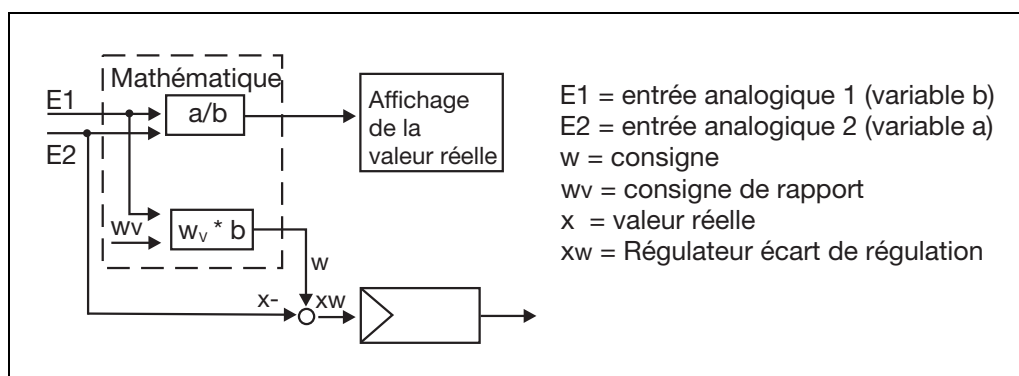 Mathématique
E1
E2
a/b
Affichage
de la
valeur réelle
wv
wv * b
w
x-
xw
E1 = entrée analogique 1 (variable b)
E2 = entrée analogique 2 (variable a)
w = consigne
wv = consigne de rapport
x = valeur réelle
xw = Régulateur écart de régulation